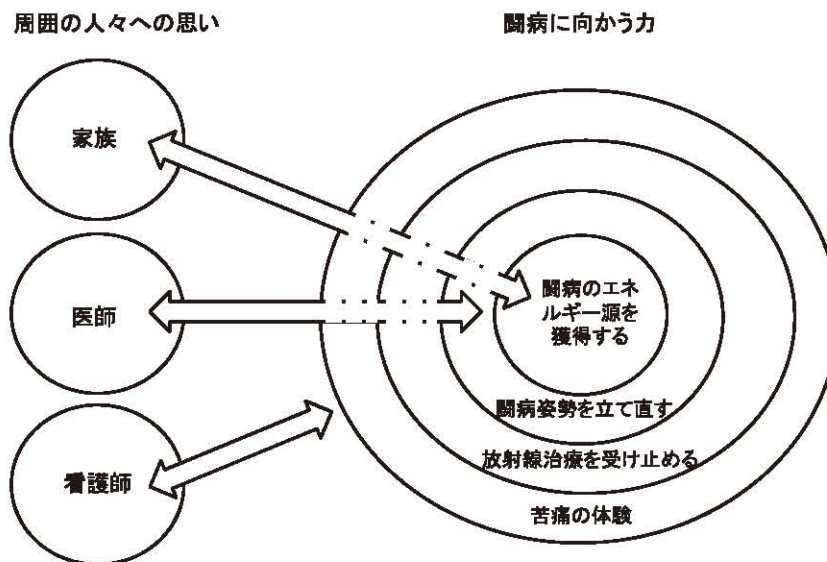 周囲の人々への思い
闘病に向かう力
家族
医師
看護師
闘病のエネ
ルギー源を
獲得する
闘病姿勢を立て直す
放射線治療を受け止める
苦痛の体験